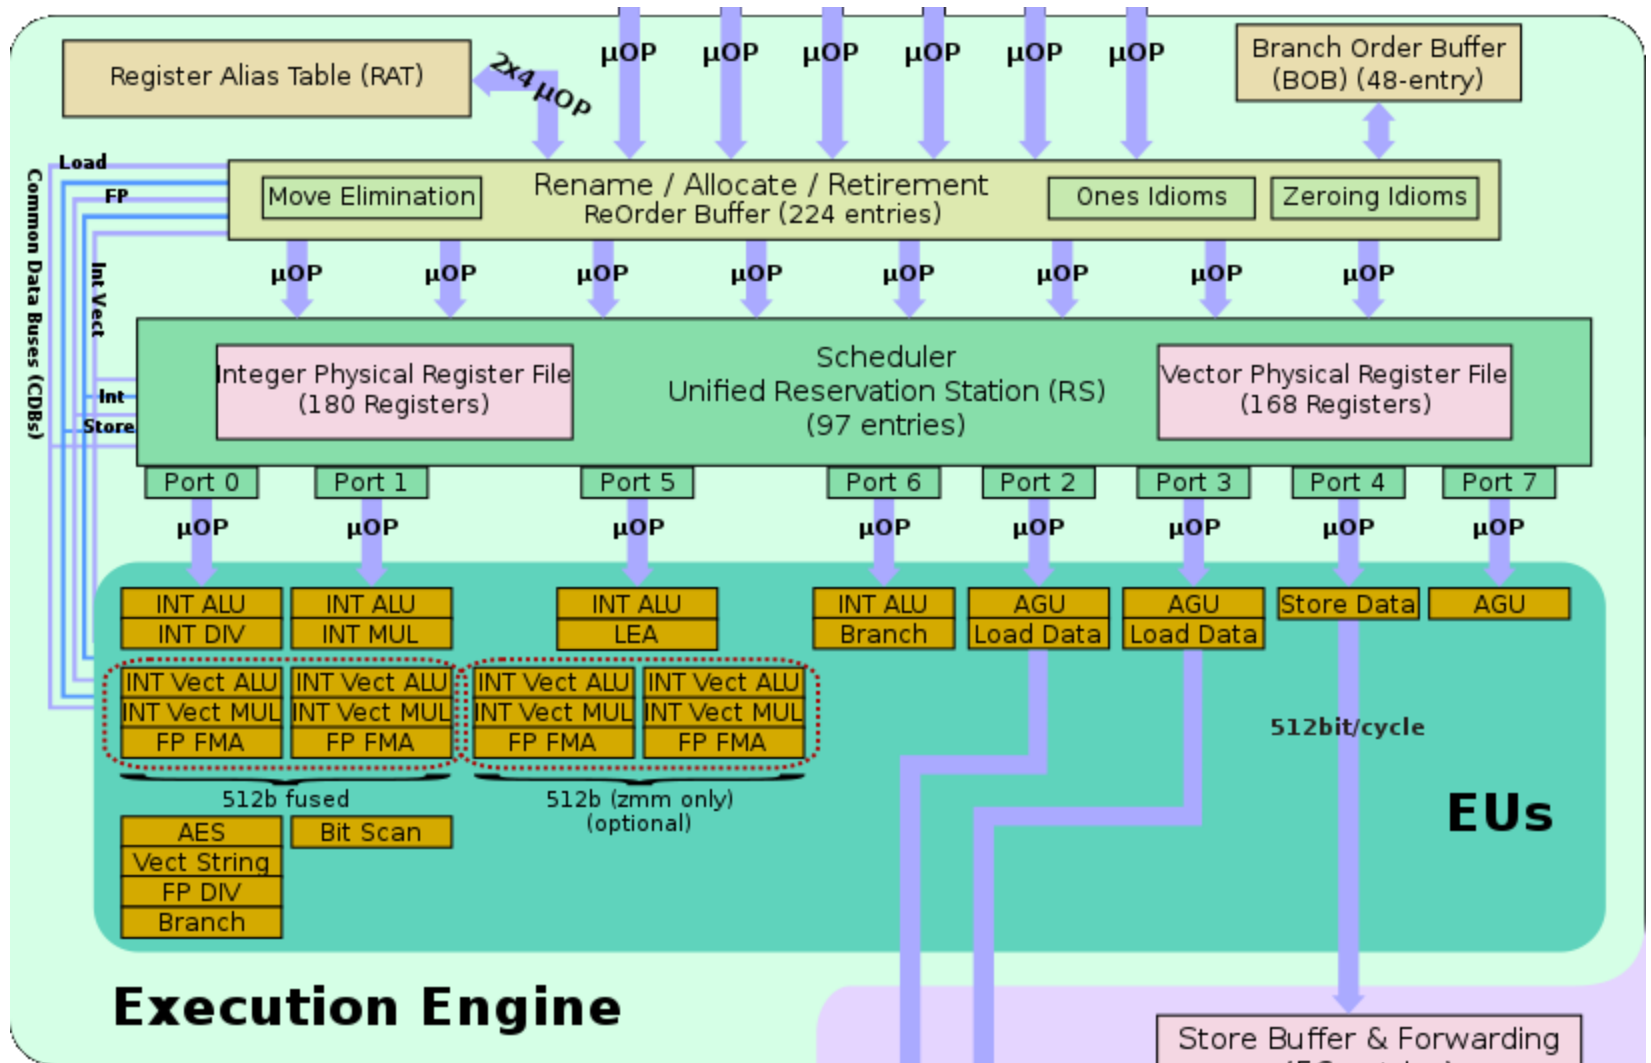 Register Alias Table (RAT)
2x4 µOP
µOP µOP µOP µOP µOP µOP
Branch Order Buffer
(BOB) (48-entry)
Common Data Buses (CDBs)
Load
FP
Int Vect
Int
Store
Move Elimination
Rename / Allocate / Retirement
ReOrder Buffer (224 entries)
Ones Idioms
Zeroing Idioms
µOP µOP µOP µOP µOP µOP µOP µOP
Integer Physical Register File
(180 Registers)
Scheduler
Unified Reservation Station (RS)
(97 entries)
Vector Physical Register File
(168 Registers)
Port 0 Port 1 Port 5 Port 6 Port 2 Port 3 Port 4 Port 7
µOP µOP µOP µOP µOP µOP µOP µOP
INT ALU INT ALU INT ALU INT ALU AGU AGU Store Data AGU
INT DIV INT MUL LEA Branch Load Data Load Data
INT Vect ALU INT Vect ALU INT Vect ALU INT Vect ALU
INT Vect MUL INT Vect MUL INT Vect MUL INT Vect MUL
FP FMA FP FMA FP FMA FP FMA
512bit/cycle
512b fused
512b (zmm only)
(optional)
AES Bit Scan
Vect String
FP DIV
Branch
EUs
Execution Engine
Store Buffer & Forwarding